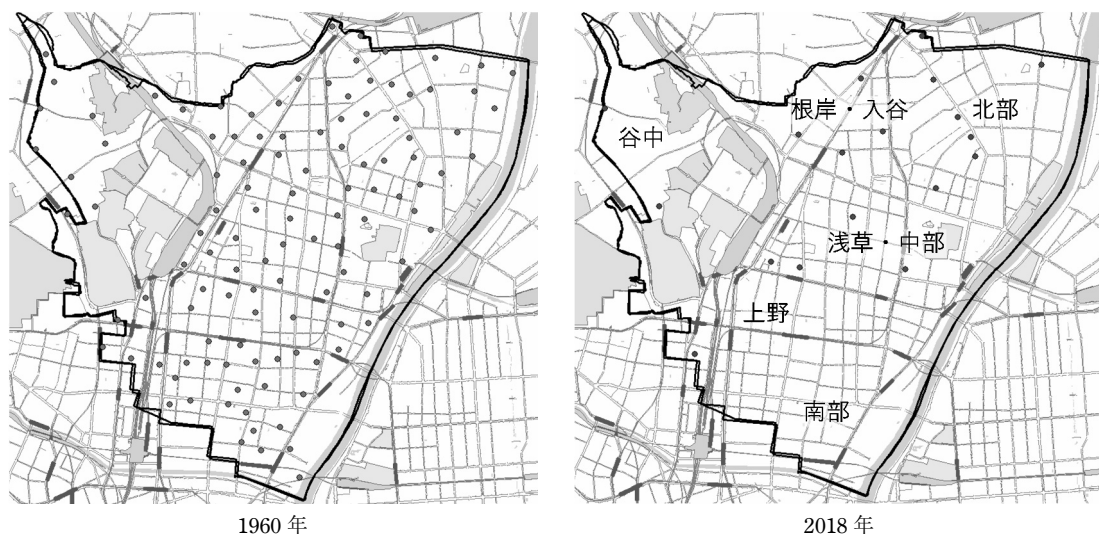 根岸・入谷
北部
谷中
浅草・中部
上野
南部
1960 年
2018 年